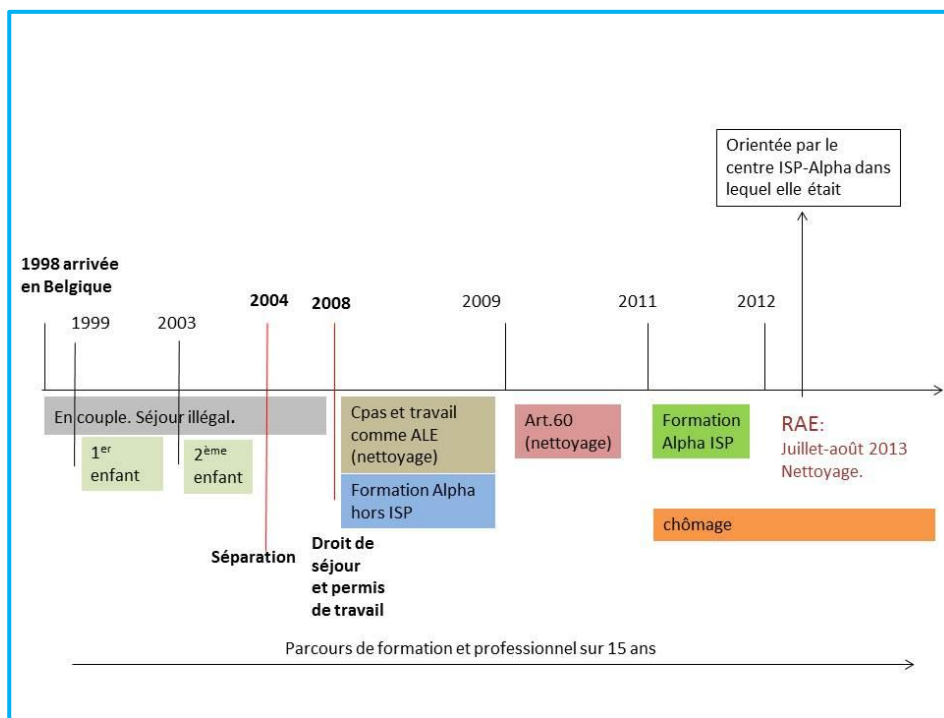 Orientée par le
centre ISP-Alpha dans
lequel elle était
1998 arrivée
en Belgique
1999
2003
2004
2008
2009
2011
2012
En couple. Séjour illégal.
1er
enfant
2ème
enfant
Cpas et travail
comme ALE
(nettoyage)
Formation Alpha
hors ISP
Art.60
(nettoyage)
Formation
Alpha ISP
RAE:
Juillet-août 2013
Nettoyage.
chômage
Séparation
Droit de
séjour
et permis
de travail
Parcours de formation et professionnel sur 15 ans